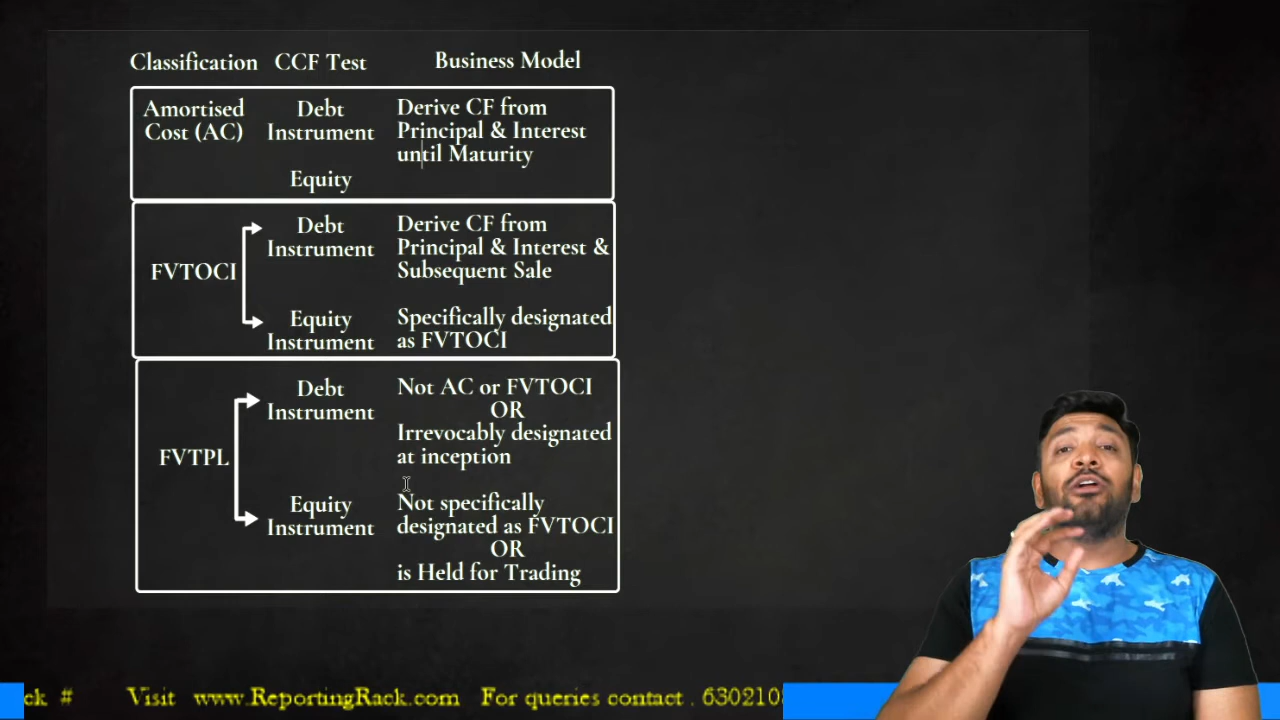 Classification CCF Test Business Model
Amortised Cost (AC)
Debt Instrument
Derive CF from
Principal & Interest
until Maturity
Equity
FVTOCI
Debt Instrument
Derive CF from
Principal & Interest &
Subsequent Sale
Equity Instrument
Specifically designated
as FVTOCI
FVTPL
Debt Instrument
Not AC or FVTOCI
OR
Irrevocably designated
at inception
Equity Instrument
Not specifically
designated as FVTOCI
OR
is Held for Trading
ck # Visit www.ReportingRack.com For queries contact . 630210